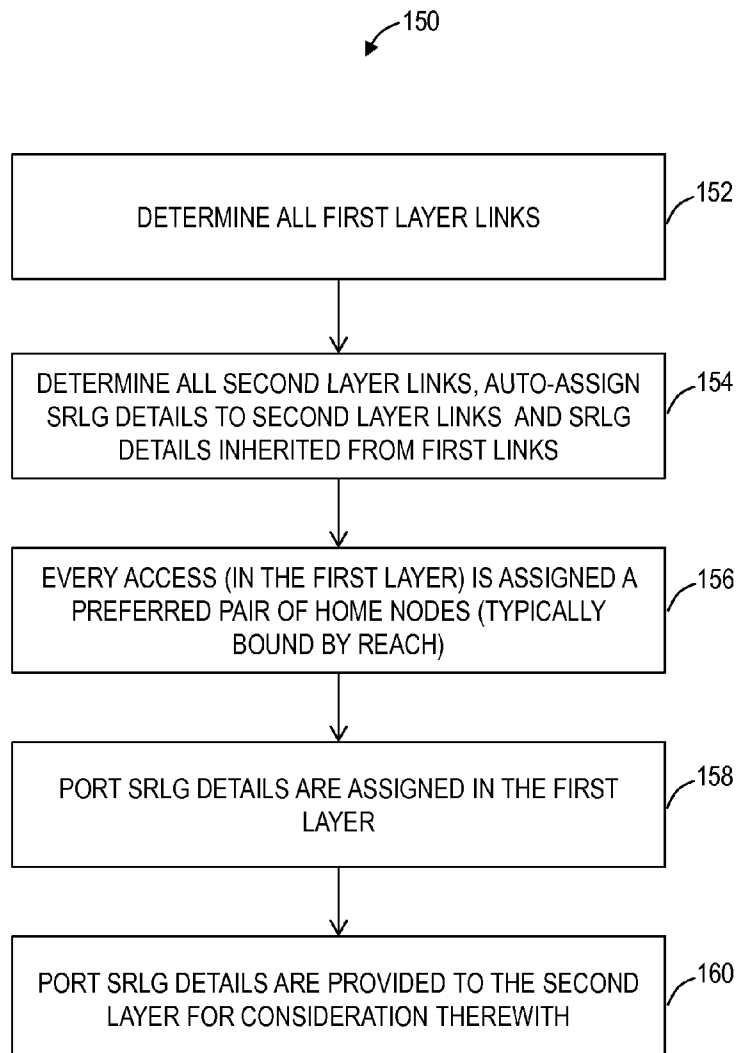 150
DETERMINE ALL FIRST LAYER LINKS
152
DETERMINE ALL SECOND LAYER LINKS, AUTO-ASSIGN
SRLG DETAILS TO SECOND LAYER LINKS AND SRLG
DETAILS INHERITED FROM FIRST LINKS
154
EVERY ACCESS (IN THE FIRST LAYER) IS ASSIGNED A
PREFERRED PAIR OF HOME NODES (TYPICALLY
BOUND BY REACH)
156
PORT SRLG DETAILS ARE ASSIGNED IN THE FIRST
LAYER
158
PORT SRLG DETAILS ARE PROVIDED TO THE SECOND
LAYER FOR CONSIDERATION THEREWITH
160